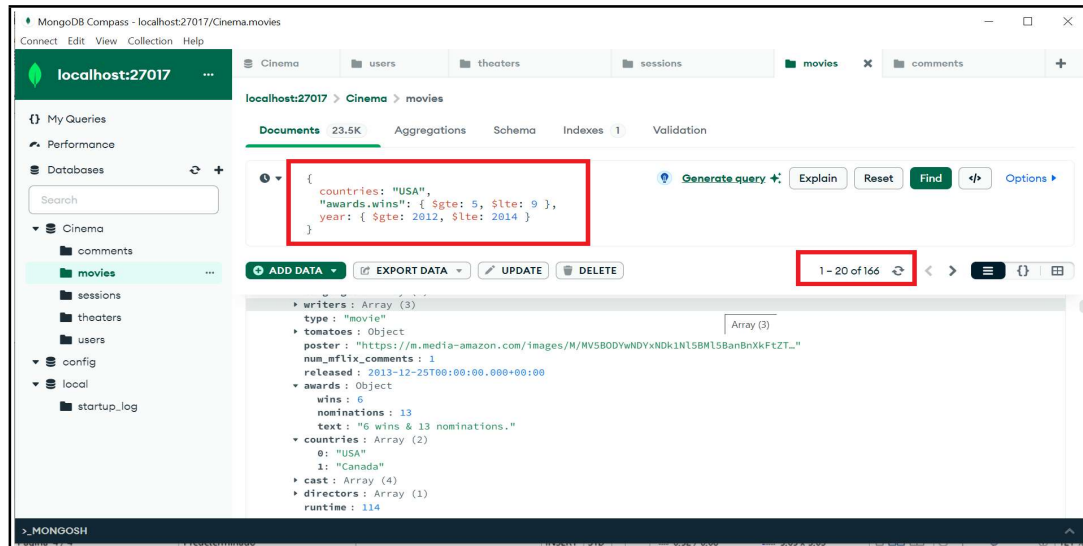 MongoDB Compass - localhost:27017/Cinema.movies
Connect Edit View Collection Help
localhost:27017 ...
Cinema users theaters sessions movies comments
localhost:27017 > Cinema > movies
{} My Queries
Performance
Databases
Search
Cinema
comments
movies ...
sessions
theaters
users
config
local
startup_log
Documents 23.5K Aggregations Schema Indexes 1 Validation
{
countries: "USA",
"awards.wins": { $gte: 5, $lte: 9 },
year: { $gte: 2012, $lte: 2014 }
}
Generate query Explain Reset Find </> Options
ADD DATA EXPORT DATA UPDATE DELETE 1 – 20 of 166 {}
writers : Array (3)
type : "movie"
Array (3)
tomatoes : Object
poster : "https://m.media-amazon.com/images/M/MV5BODYwNDYxNDk1Nl5BMl5BanBnXkFtZT…"
num_mflix_comments : 1
released : 2013-12-25T00:00:00.000+00:00
awards : Object
wins : 6
nominations : 13
text : "6 wins & 13 nominations."
countries : Array (2)
0: "USA"
1: "Canada"
cast : Array (4)
directors : Array (1)
runtime : 114
>_MONGOSH